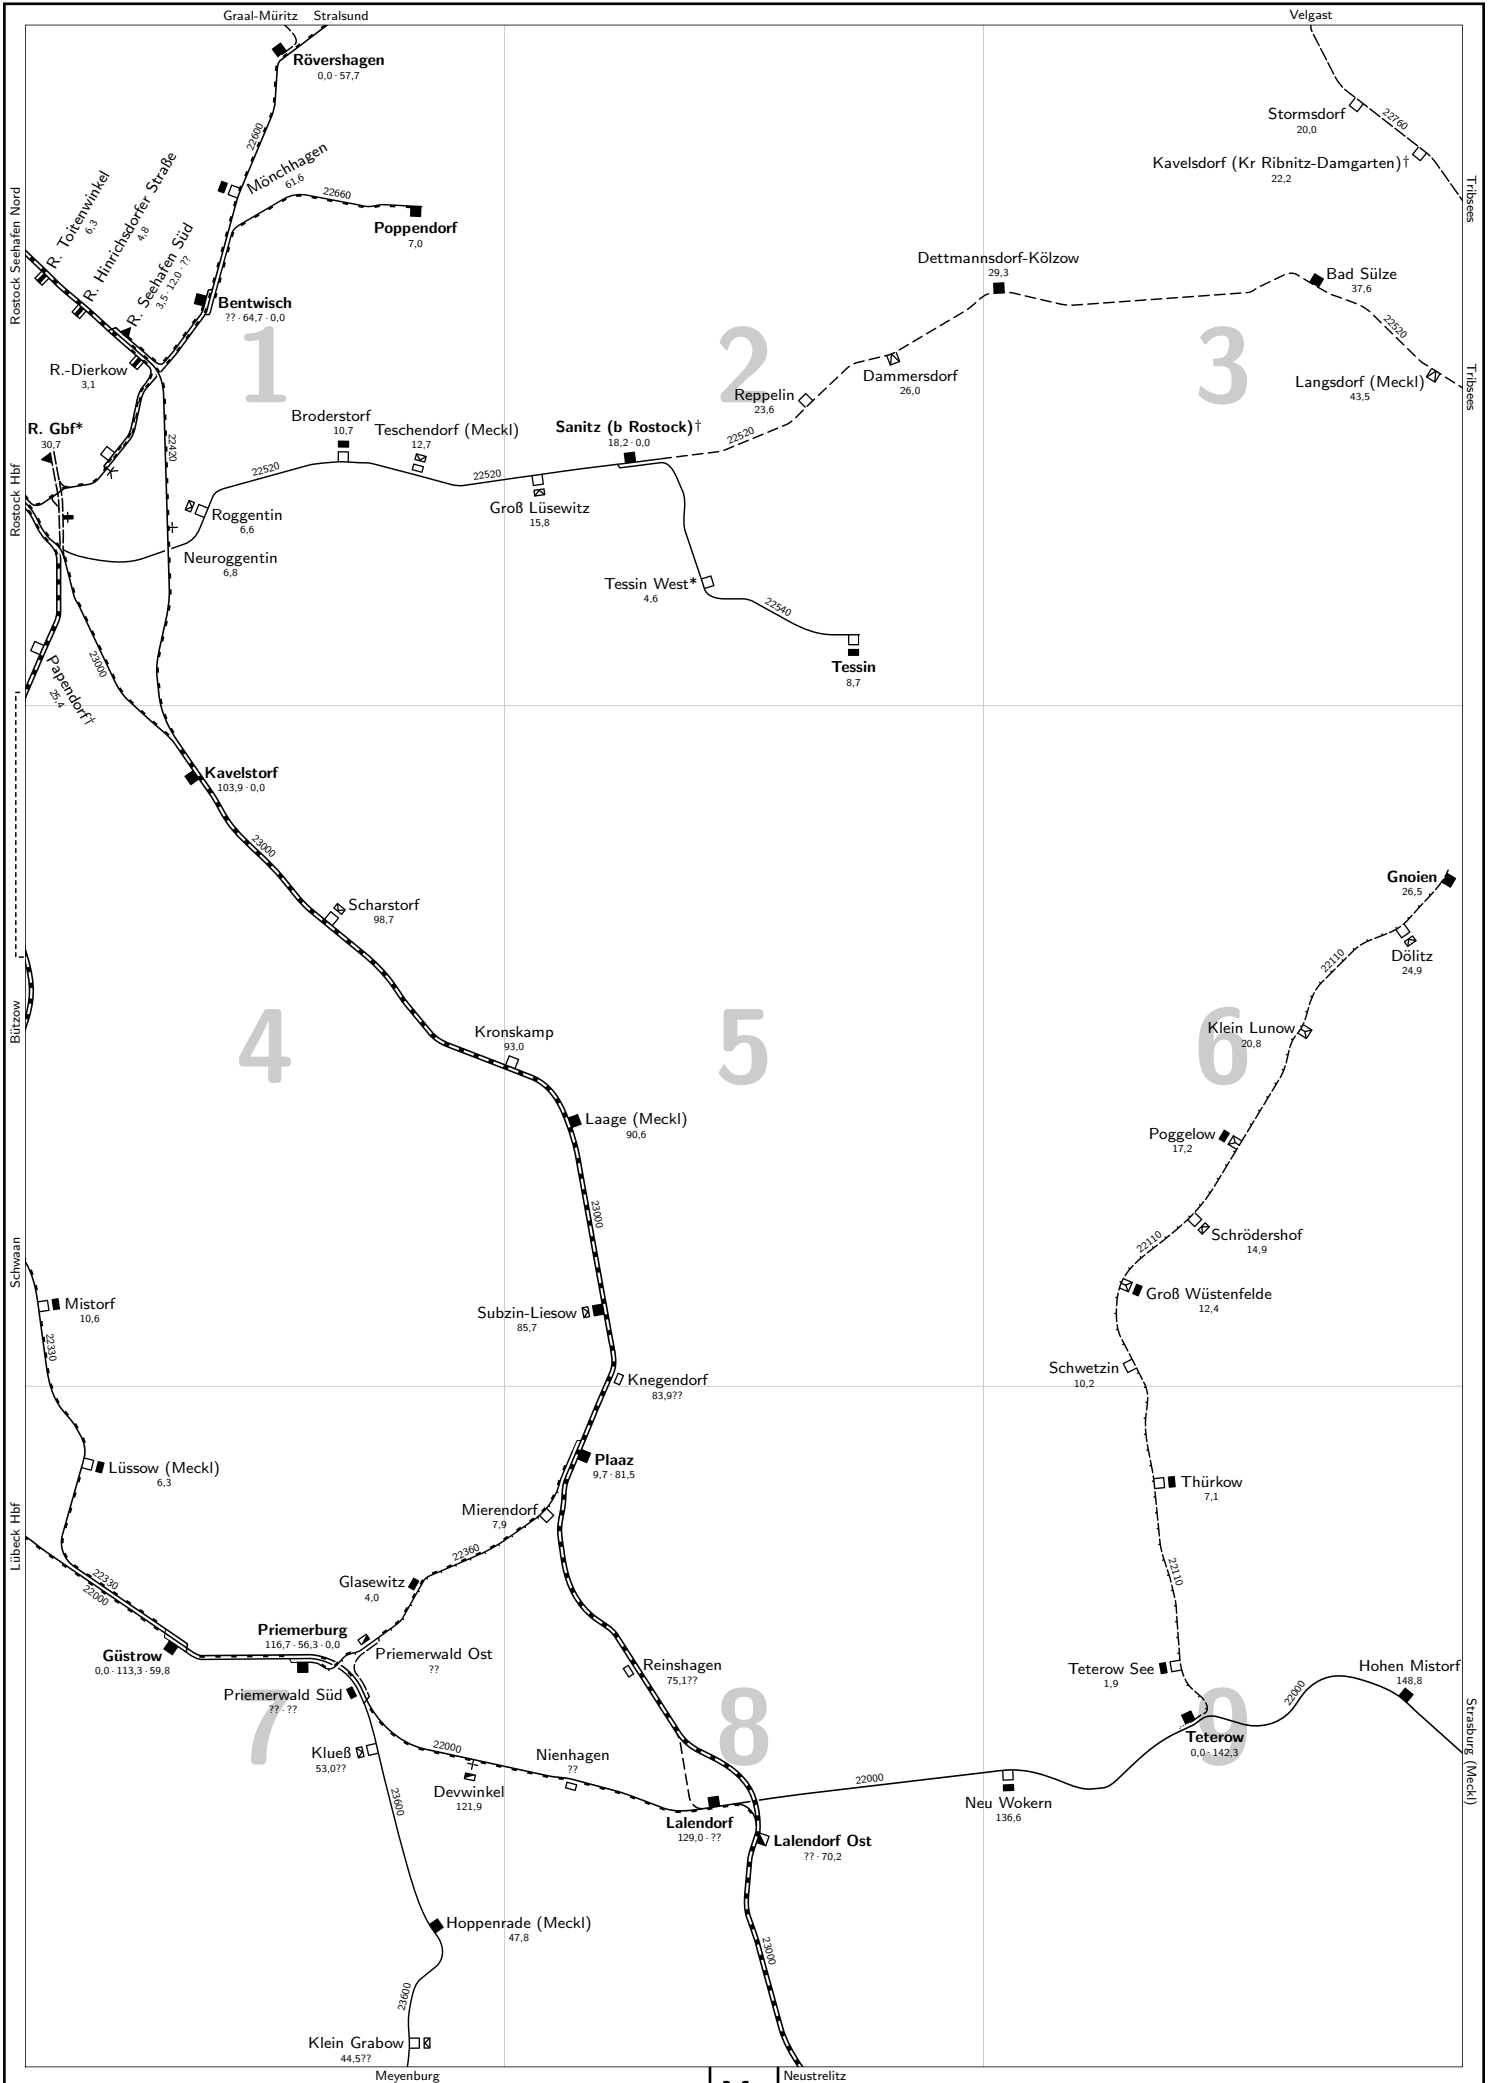 Graal-Müritz Stralsund
Velgast
Rövershagen
0,0 · 57,7
22600
Mönchhagen
61,6
22660
Poppendorf
7,0
Rostock Seehafen Nord
R. Toitenwinkel
6,3
R. Hinrichsdorfer Straße
4,8
R. Seehafen Süd
3,5 · 12,0 · ??
Bentwisch
?? · 64,7 · 0,0
R.-Dierkow
3,1
1
2
3
Stormsdorf
20,0
22760
Kavelsdorf (Kr Ribnitz-Damgarten)†
22,2
Tribsees
Dettmannsdorf-Kölzow
29,3
Bad Sülze
37,6
22520
Langsdorf (Meckl)
43,5
Tribsees
Dammersdorf
26,0
Reppelin
23,6
22520
Sanitz (b Rostock)†
18,2 · 0,0
R. Gbf*
30,7
Rostock Hbf
22420
Broderstorf
10,7
Teschendorf (Meckl)
12,7
22520
22520
Groß Lüsewitz
15,8
Roggentin
6,6
Neuroggentin
6,8
Tessin West*
4,6
22540
Tessin
8,7
Papendorf†
25,4
23000
Kavelstorf
103,9 · 0,0
23000
Scharstorf
98,7
Gnoien
26,5
Dölitz
24,9
22110
Klein Lunow
20,8
Bützow
4
5
6
Kronskamp
93,0
Laage (Meckl)
90,6
Poggelow
17,2
Schrödershof
14,9
22110
Groß Wüstenfelde
12,4
23000
Schwaan
Mistorf
10,6
22330
Subzin-Liesow
85,7
Schwetzin
10,2
Knegendorf
83,9??
Lüssow (Meckl)
6,3
Plaaz
9,7 · 81,5
Thürkow
7,1
Lübeck Hbf
Mierendorf
7,9
22360
22110
Glasewitz
4,0
22330
22000
Priemerburg
116,7 · 56,3 · 0,0
Güstrow
0,0 · 113,3 · 59,8
Priemerwald Ost
??
Priemerwald Süd
?? · ??
Reinshagen
75,1??
Teterow See
1,9
Hohen Mistorf
148,8
22000
Teterow
0,0 · 142,3
Strasburg (Meckl)
7
8
9
Klueß
53,0??
22000
Nienhagen
??
Devwinkel
121,9
22000
Neu Wokern
136,6
Lalendorf
129,0 · ??
Lalendorf Ost
?? · 70,2
23600
Hoppenrade (Meckl)
47,8
23000
23600
Klein Grabow
44,5??
Meyenburg
Neustrelitz